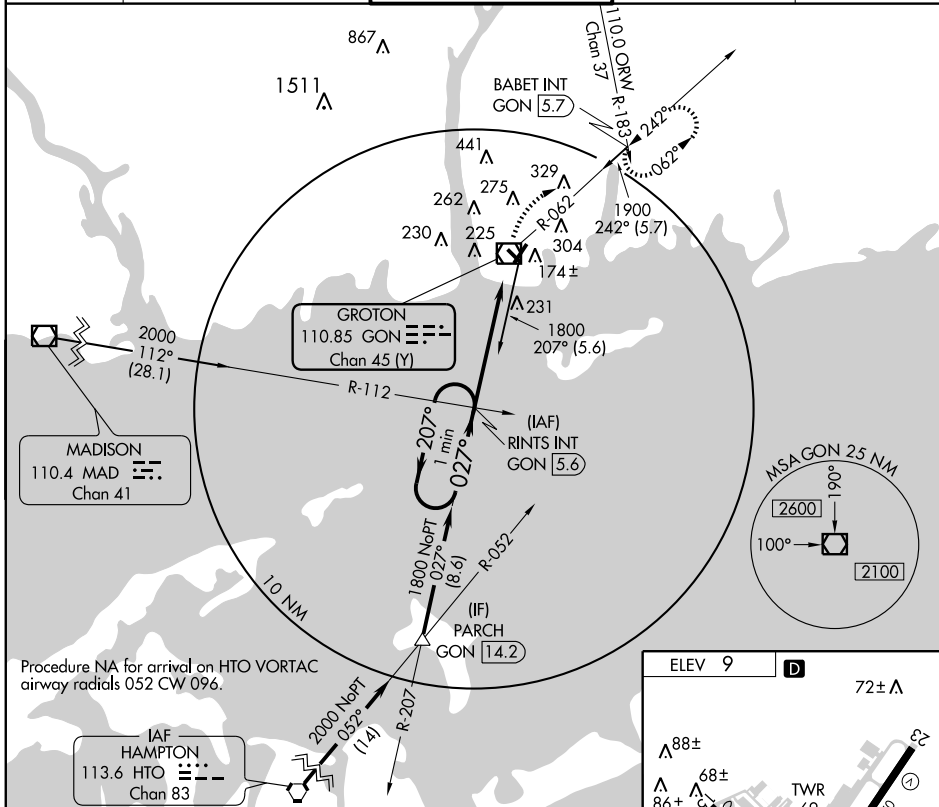 867
1511
110.0 ORW
Chan 37
R-183
BABET INT
GON 5.7
242°
062°
441
329
275
262
R-062
1900
242° (5.7)
230
225
304
174±
231
GROTON
110.85 GON
Chan 45 (Y)
1800
207° (5.6)
2000
112°
(28.1)
R-112
MADISON
110.4 MAD
Chan 41
207°
1 min
027°
(IAF)
RINTS INT
GON 5.6
MSA GON 25 NM
190°
2600
100°
2100
1800 NoPT
027°
(8.6)
R-052
10 NM
(IF)
PARCH
GON 14.2
Procedure NA for arrival on HTO VORTAC
airway radials 052 CW 096.
2000 NoPT
052°
(14)
R-207
IAF
HAMPTON
113.6 HTO
Chan 83
ELEV 9
D
72±
88±
23
68±
86±
TWR